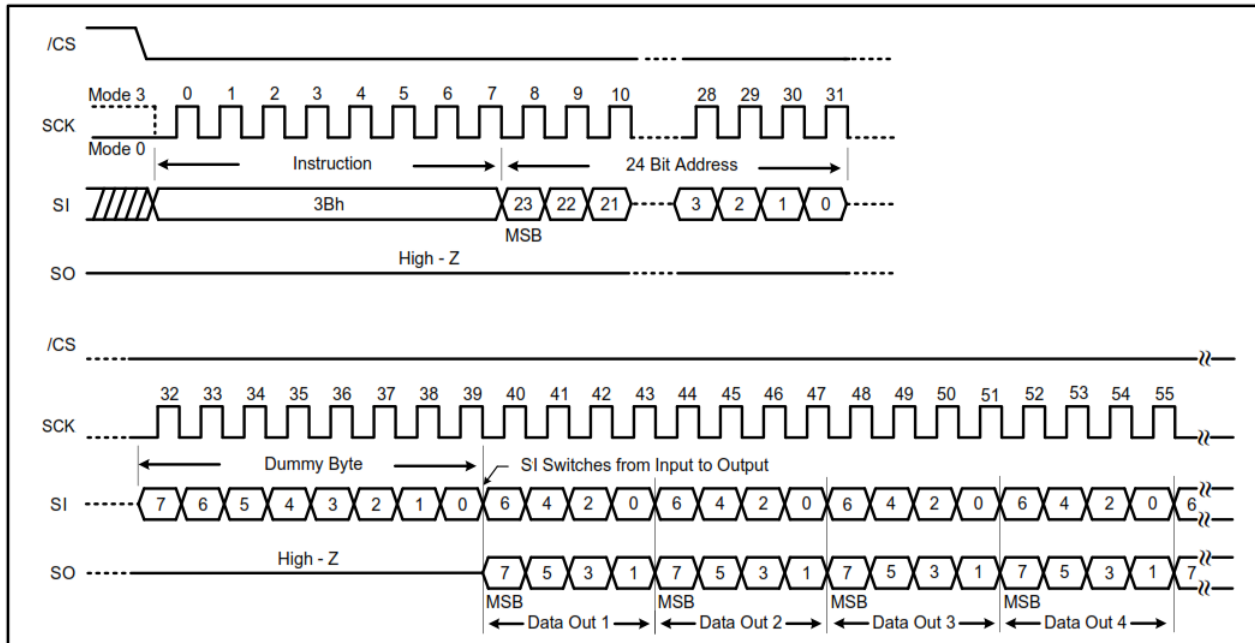 /CS
Mode 3 0 1 2 3 4 5 6 7 8 9 10 28 29 30 31
SCK
Mode 0
Instruction 24 Bit Address
SI 3Bh 23 22 21 3 2 1 0
MSB
High - Z
SO
/CS
32 33 34 35 36 37 38 39 40 41 42 43 44 45 46 47 48 49 50 51 52 53 54 55
SCK
Dummy Byte SI Switches from Input to Output
SI 7 6 5 4 3 2 1 0 6 4 2 0 6 4 2 0 6 4 2 0 6 4 2 0 6
High - Z
SO 7 5 3 1 7 5 3 1 7 5 3 1 7 5 3 1 7
MSB MSB MSB MSB
Data Out 1 Data Out 2 Data Out 3 Data Out 4